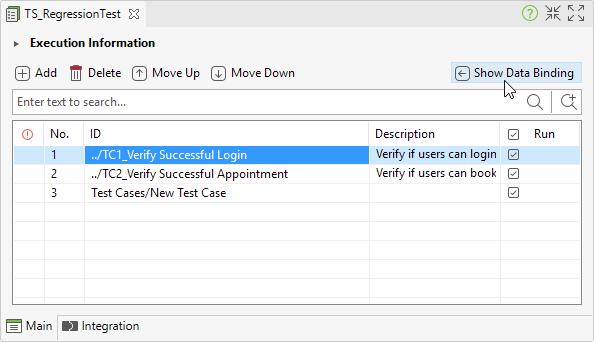 TS_RegressionTest
Execution Information
Add Delete Move Up Move Down Show Data Binding
Enter text to search...
No. ID Description Run
1 ../TC1_Verify Successful Login Verify if users can login
2 ../TC2_Verify Successful Appointment Verify if users can book
3 Test Cases/New Test Case
Main Integration